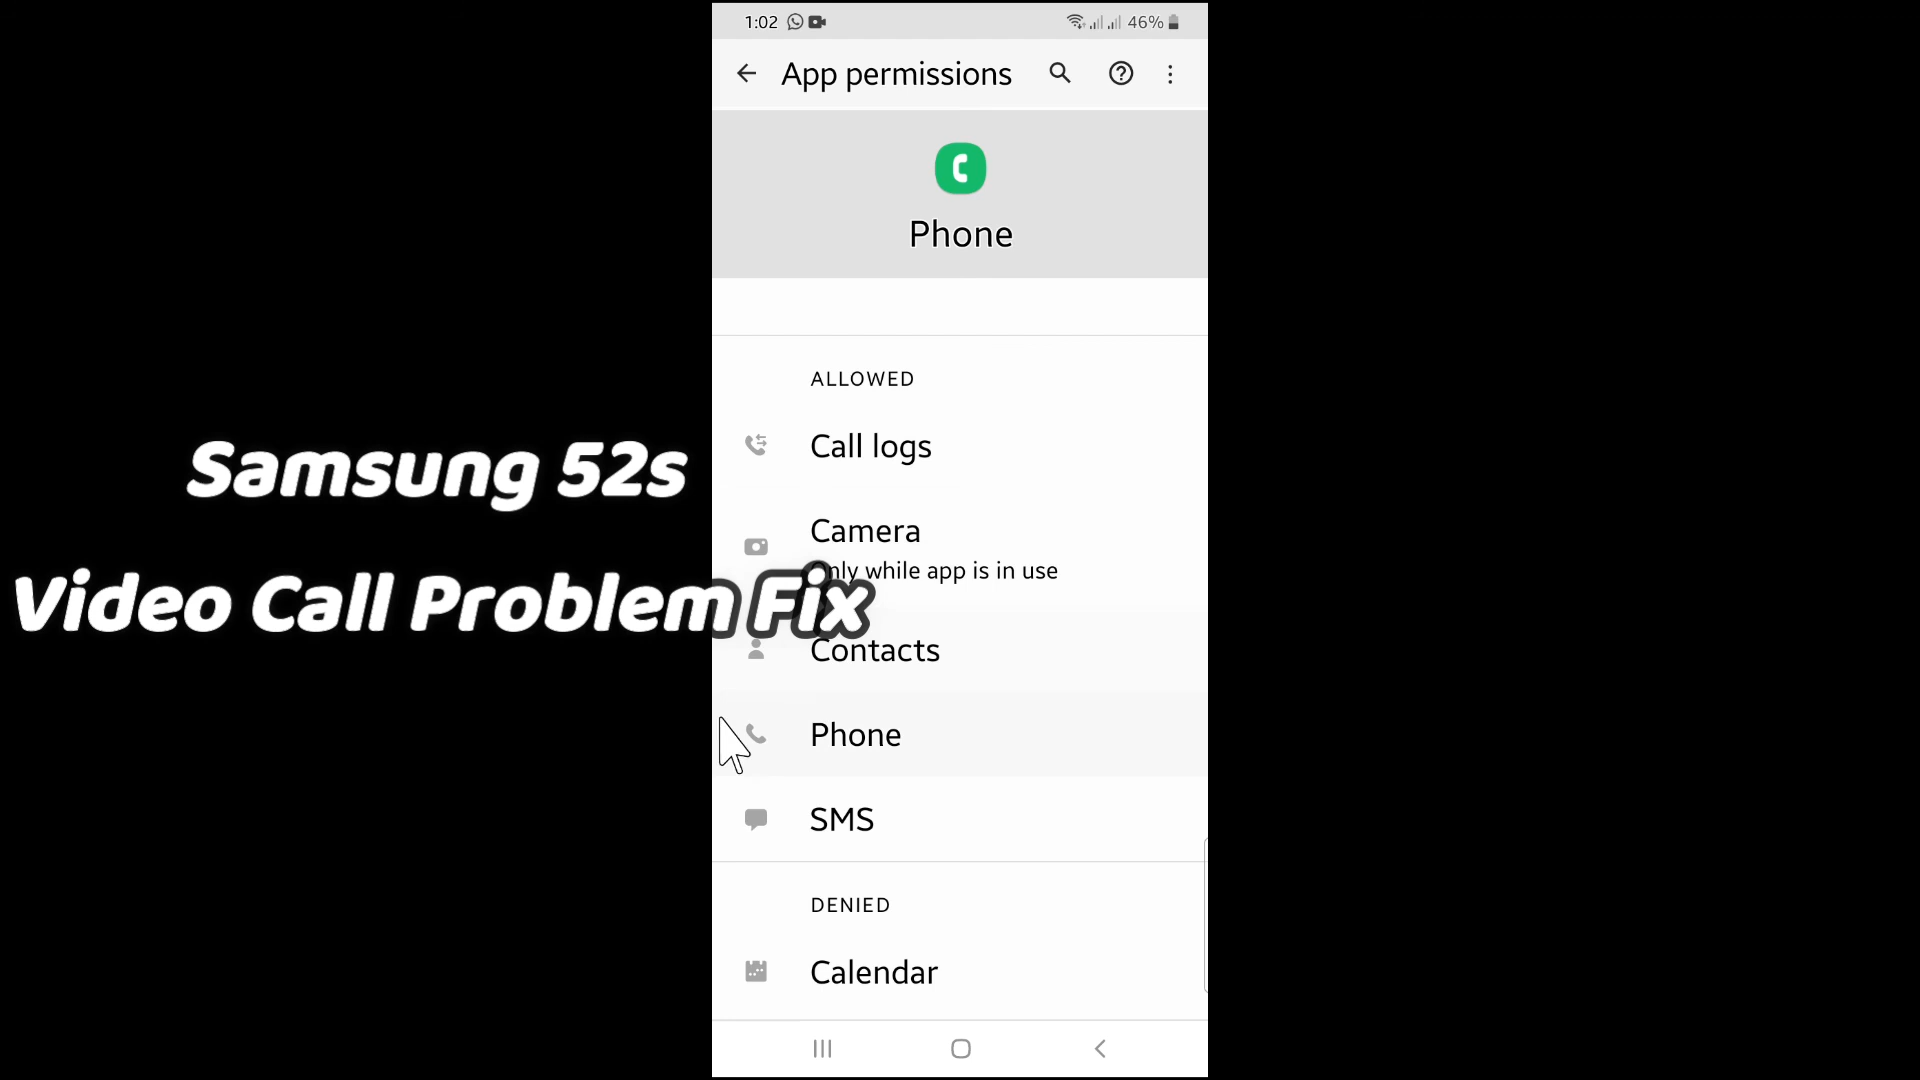 1:02 46%
App permissions
Phone
ALLOWED
Call logs
Camera
Only while app is in use
Contacts
Phone
SMS
DENIED
Calendar
Samsung 52s
Video Call Problem Fix